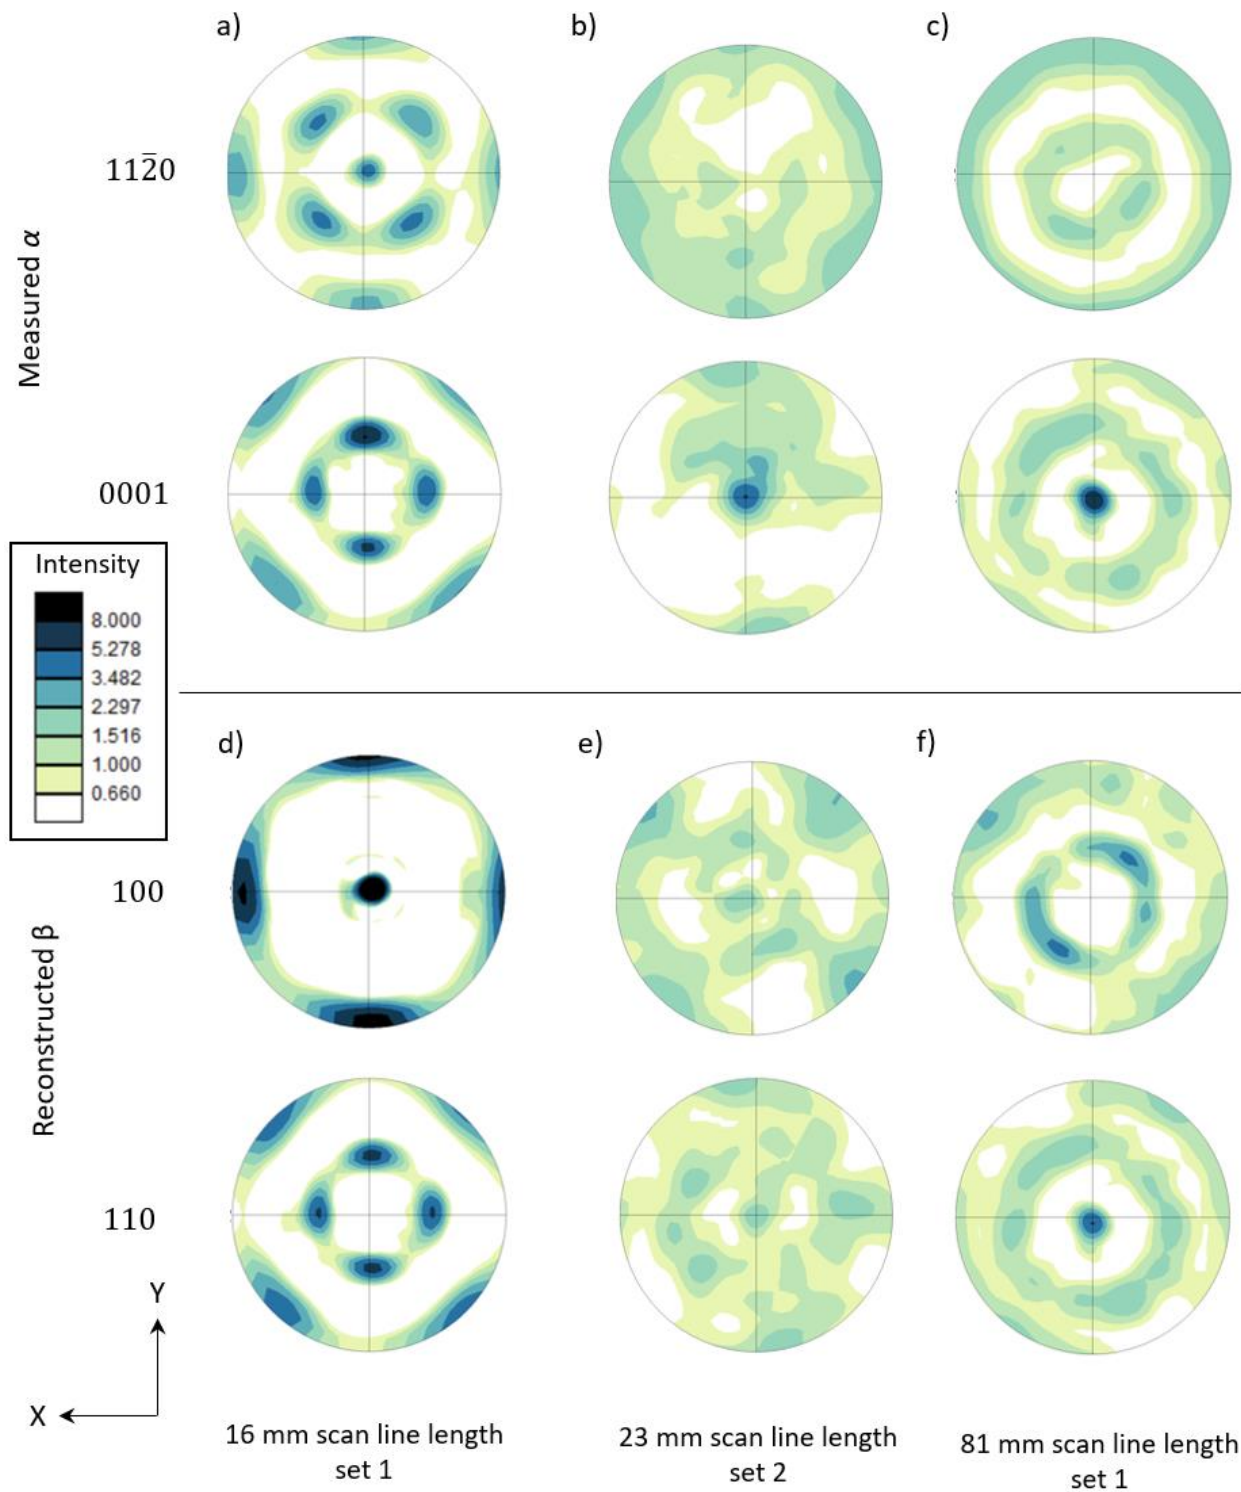 a)
b)
c)
Measured α
112̅0
0001
Intensity
8.000
5.278
3.482
2.297
1.516
1.000
0.660
d)
e)
f)
Reconstructed β
100
110
Y
X
16 mm scan line length
set 1
23 mm scan line length
set 2
81 mm scan line length
set 1